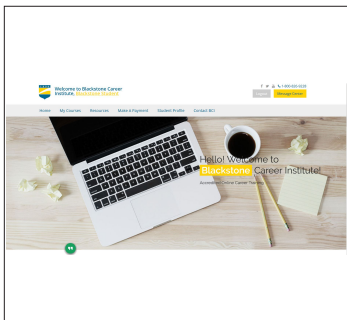 Welcome to Blackstone Career
Institute, Blackstone Student
1-800-826-9228
Logout
Message Center
Home
My Courses
Resources
Make A Payment
Student Profile
Contact BCI
Hello! Welcome to
Blackstone Career Institute!
Accredited Online Career Training